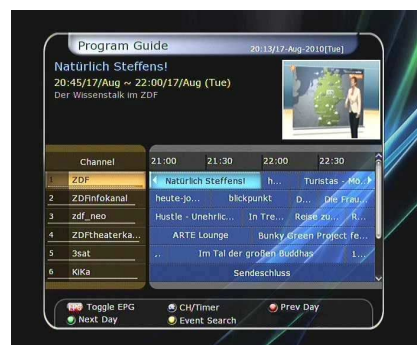 Program Guide 20:13/17-Aug-2010[Tue]
Natürlich Steffens!
20:45/17/Aug ~ 22:00/17/Aug (Tue)
Der Wissenstalk im ZDF
Channel 21:00 21:30 22:00 22:30
1 ZDF Natürlich Steffens! h... Turistas - Mo..
2 ZDFinfokanal heute-jo... blickpunkt D... Die Frau...
3 zdf_neo Hustle - Unehrlic... In Tre... Reise zu... R...
4 ZDFtheaterka... ARTE Lounge Bunky Green Project fe...
5 3sat .. Im Tal der großen Buddhas 1...
6 KiKa Sendeschluss
EPG Toggle EPG CH/Timer Prev Day
Next Day Event Search